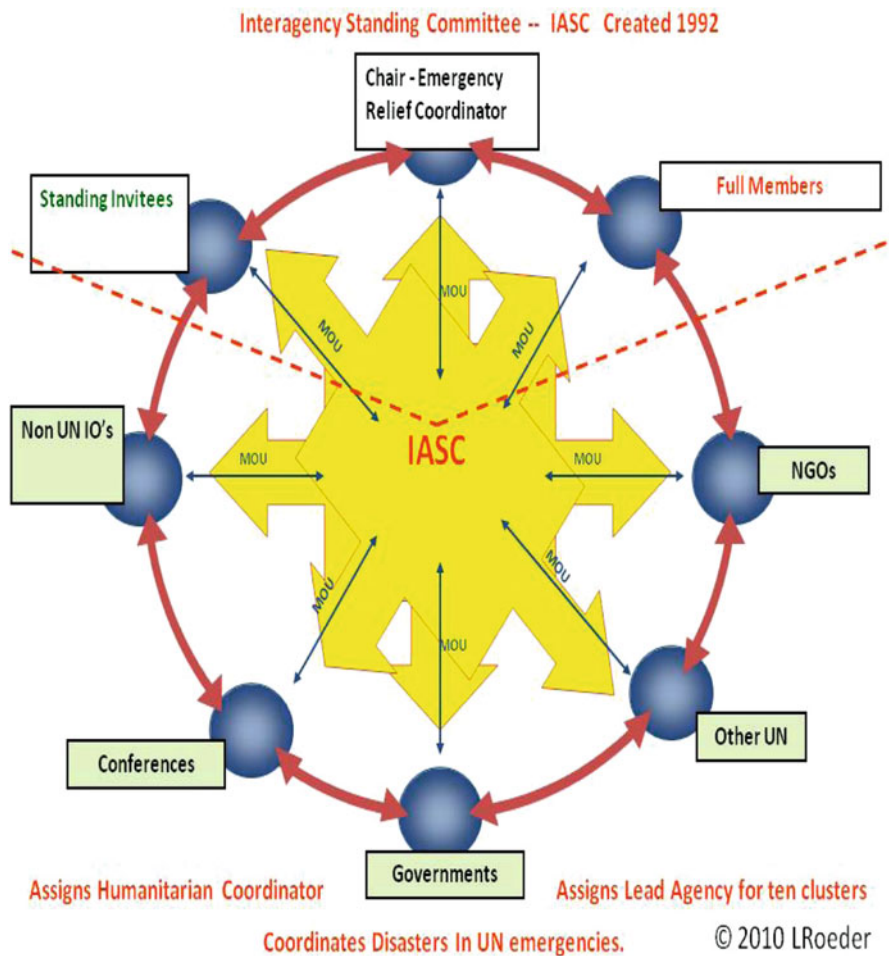 Interagency Standing Committee -- IASC Created 1992
Chair - Emergency
Relief Coordinator
Standing Invitees
Full Members
MOU
MOU
MOU
IASC
Non UN IO's
MOU
MOU
NGOs
MOU
MOU
MOU
Other UN
Conferences
Governments
Assigns Humanitarian Coordinator
Assigns Lead Agency for ten clusters
Coordinates Disasters In UN emergencies.
© 2010 LRoeder